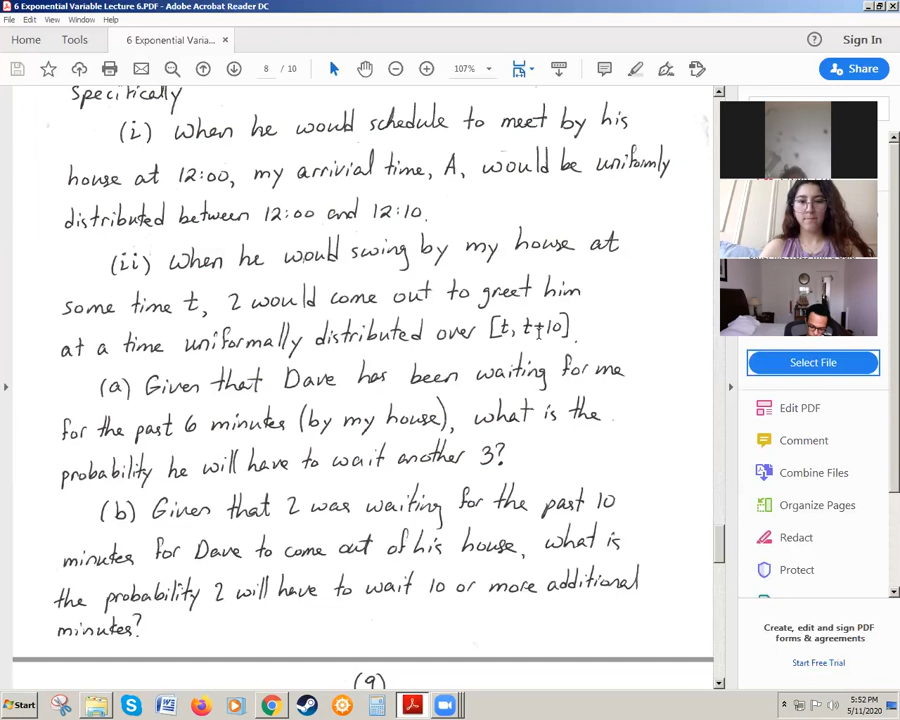 6 Exponential Variable Lecture 6.PDF - Adobe Acrobat Reader DC
File Edit View Window Help
Home Tools 6 Exponential Varia... × Sign In
8 / 10 107% Share
Specifically
(i) When he would schedule to meet by his
house at 12:00, my arrivial time, A, would be uniformly
distributed between 12:00 and 12:10.
(ii) When he would swing by my house at
some time t, I would come out to greet him
at a time uniformally distributed over [t, t+10].
(a) Given that Dave has been waiting for me
for the past 6 minutes (by my house), what is the
probability he will have to wait another 3?
(b) Given that I was waiting for the past 10
minutes for Dave to come out of his house, what is
the probability I will have to wait 10 or more additional
minutes?
(9)
Select File
Edit PDF
Comment
Combine Files
Organize Pages
Redact
Protect
Create, edit and sign PDF
forms & agreements
Start Free Trial
Start
5:52 PM
5/11/2020